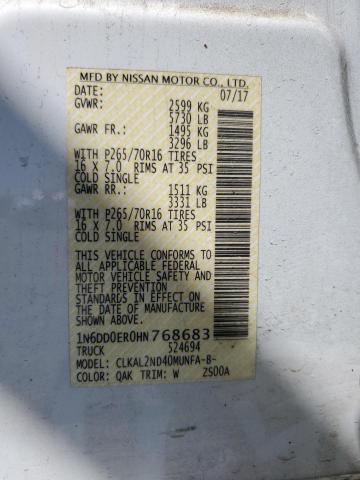 MFD BY NISSAN MOTOR CO., LTD.
DATE: 07/17
GVWR: 2599 KG
5730 LB
GAWR FR.: 1495 KG
3296 LB
WITH P265/70R16 TIRES
16 X 7.0 RIMS AT 35 PSI
COLD SINGLE
GAWR RR.: 1511 KG
3331 LB
WITH P265/70R16 TIRES
16 X 7.0 RIMS AT 35 PSI
COLD SINGLE
THIS VEHICLE CONFORMS TO
ALL APPLICABLE FEDERAL
MOTOR VEHICLE SAFETY AND
THEFT PREVENTION
STANDARDS IN EFFECT ON
THE DATE OF MANUFACTURE
SHOWN ABOVE.
1N6DD0ER0HN768683
TRUCK 524694
MODEL: CLKAL2ND40MUNFA-B-
COLOR: QAK TRIM: W ZS00A